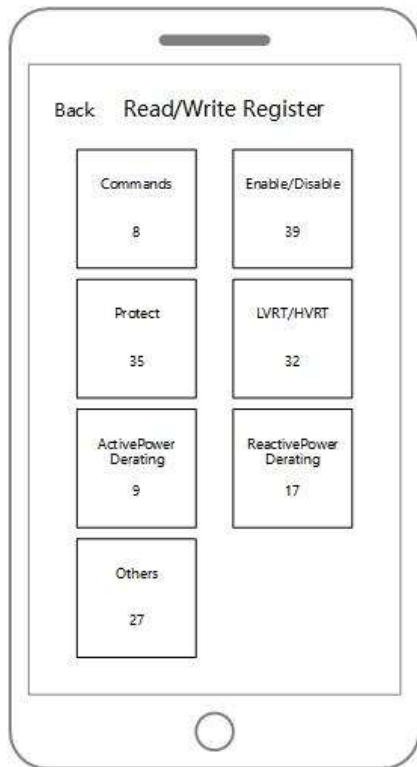 Back Read/Write Register
Commands
8
Enable/Disable
39
Protect
35
LVRT/HVRT
32
ActivePower
Derating
9
ReactivePower
Derating
17
Others
27